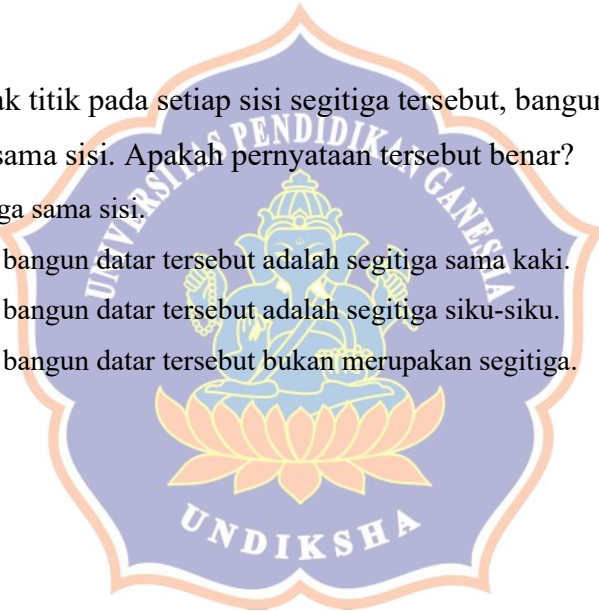 ak titik pada setiap sisi segitiga tersebut, bangun
sama sisi. Apakah pernyataan tersebut benar?
ga sama sisi.
bangun datar tersebut adalah segitiga sama kaki.
bangun datar tersebut adalah segitiga siku-siku.
bangun datar tersebut bukan merupakan segitiga.
UNIVERSITAS PENDIDIKAN GANESHA
UNDIKSHA